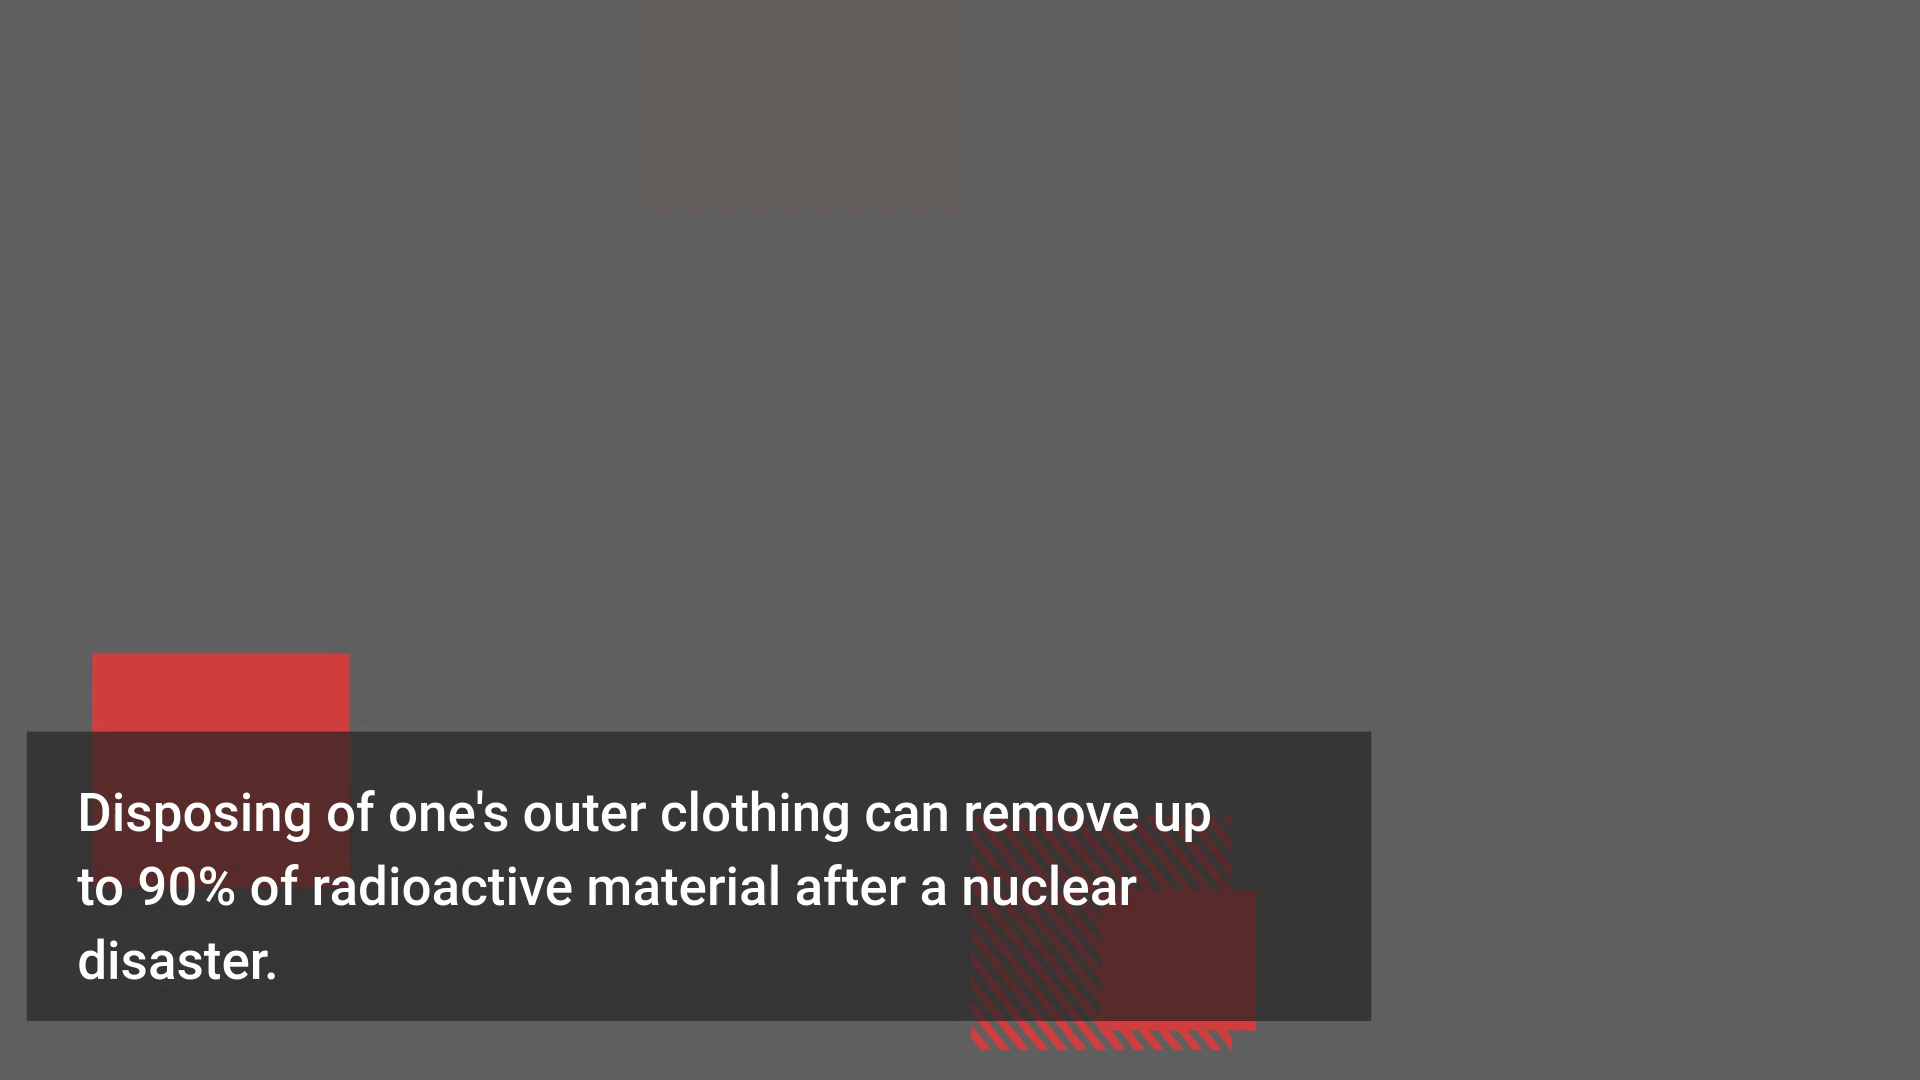 Disposing of one's outer clothing can remove up
to 90% of radioactive material after a nuclear
disaster.